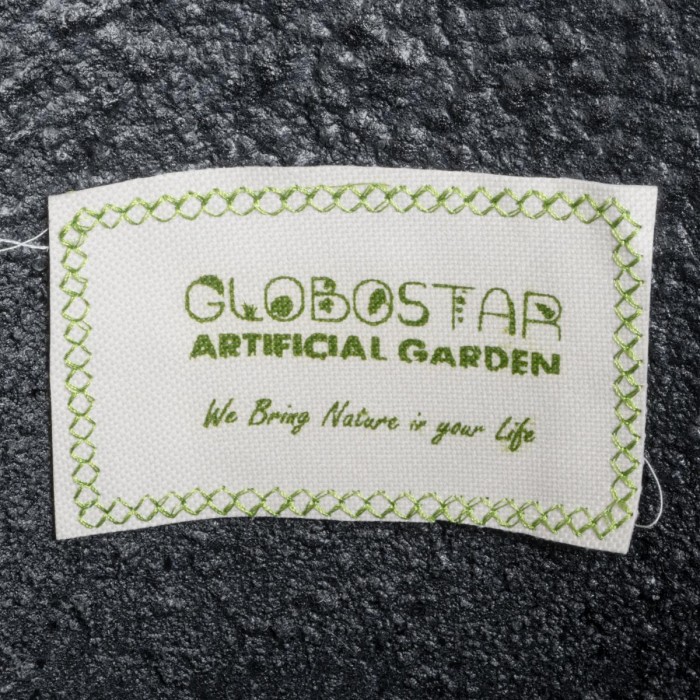 GLOBOSTAR
ARTIFICIAL GARDEN
We Bring Nature in your Life